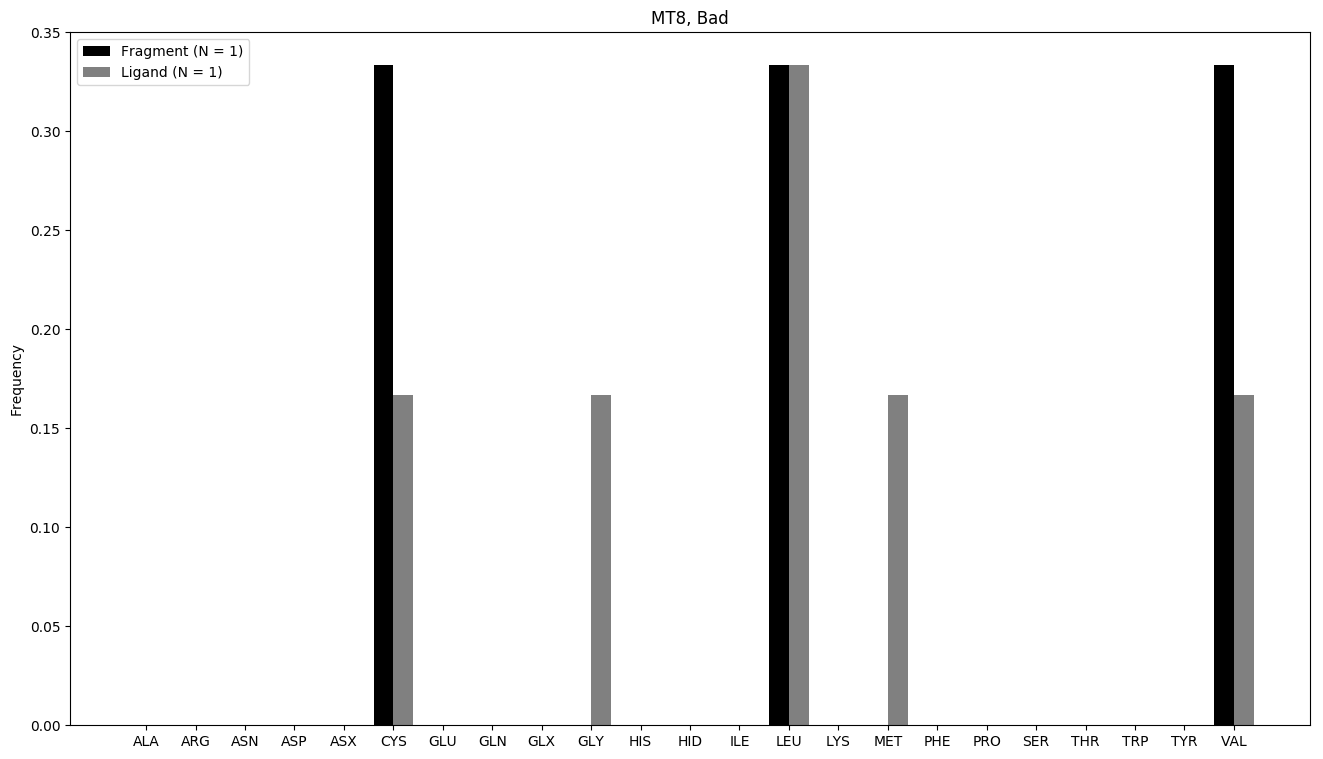 MT8, Bad
Fragment (N = 1)
Ligand (N = 1)
Frequency
0.35
0.30
0.25
0.20
0.15
0.10
0.05
0.00
ALA ARG ASN ASP ASX CYS GLU GLN GLX GLY HIS HID ILE LEU LYS MET PHE PRO SER THR TRP TYR VAL